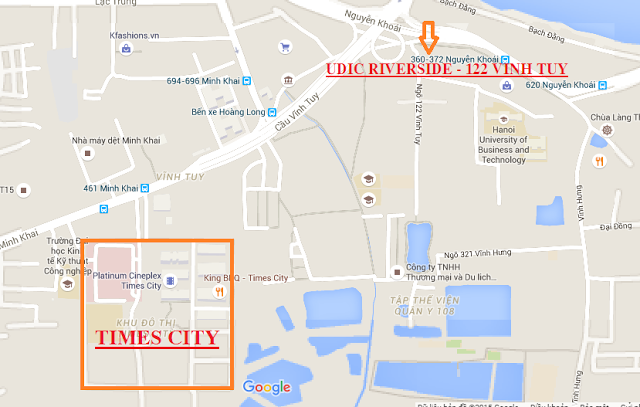 Lạc Trung
Nguyễn Khoái
Bạch Đằng
Bạch Đằng
Kfashions.vn
360-372 Nguyễn Khoái
UDIC RIVERSIDE - 122 VINH TUY
694-696 Minh Khai
620 Nguyễn Khoái
Ngõ 122 Vĩnh Tuy
Bến xe Hoàng Long
Cầu Vĩnh Tuy
Hanoi
University of
Business and
Technology
Chùa Làng
Nhà máy dệt Minh Khai
VĨNH TUY
T15
461 Minh Khai
Vĩnh Hưng
Minh Khai
Đại Đồng
Trường Đại
học Kinh
tế Kỹ thuật
Công nghiệp
Ngõ 321 Vĩnh Hưng
Platinum Cineplex
Times City
King BBQ - Times City
Công ty TNHH
Thương mại và Du lịch...
TẬP THỂ VIỆN
QUÂN Y 108
KHU ĐÔ THỊ
TIMES CITY
Google
Vĩnh Hưng